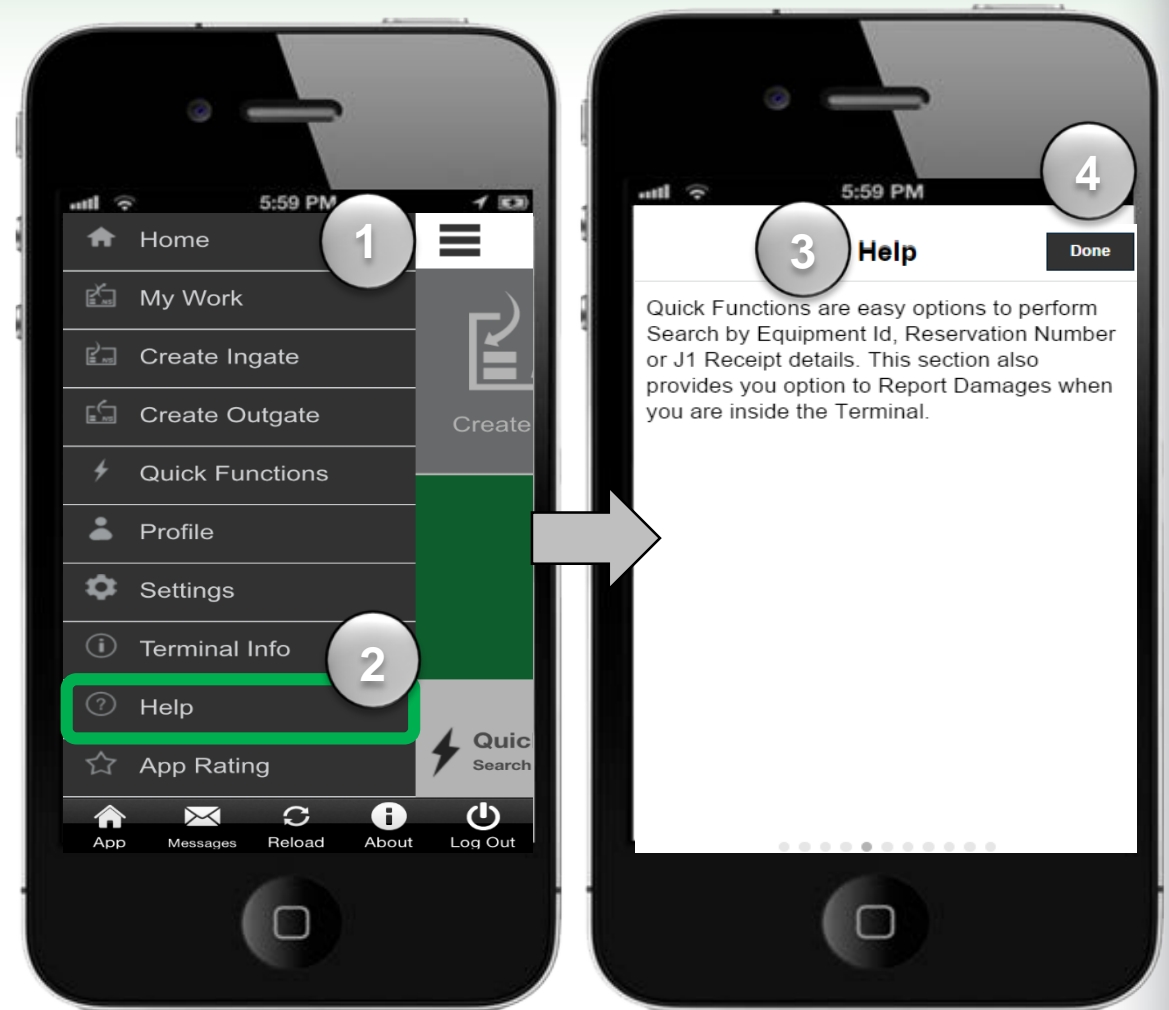 5:59 PM
1
Home
My Work
Create Ingate
Create Outgate
Create
Quick Functions
Profile
Settings
Terminal Info
2
Help
Quic
Search
App Rating
App Messages Reload About Log Out
5:59 PM
4
3
Help
Done
Quick Functions are easy options to perform
Search by Equipment Id, Reservation Number
or J1 Receipt details. This section also
provides you option to Report Damages when
you are inside the Terminal.